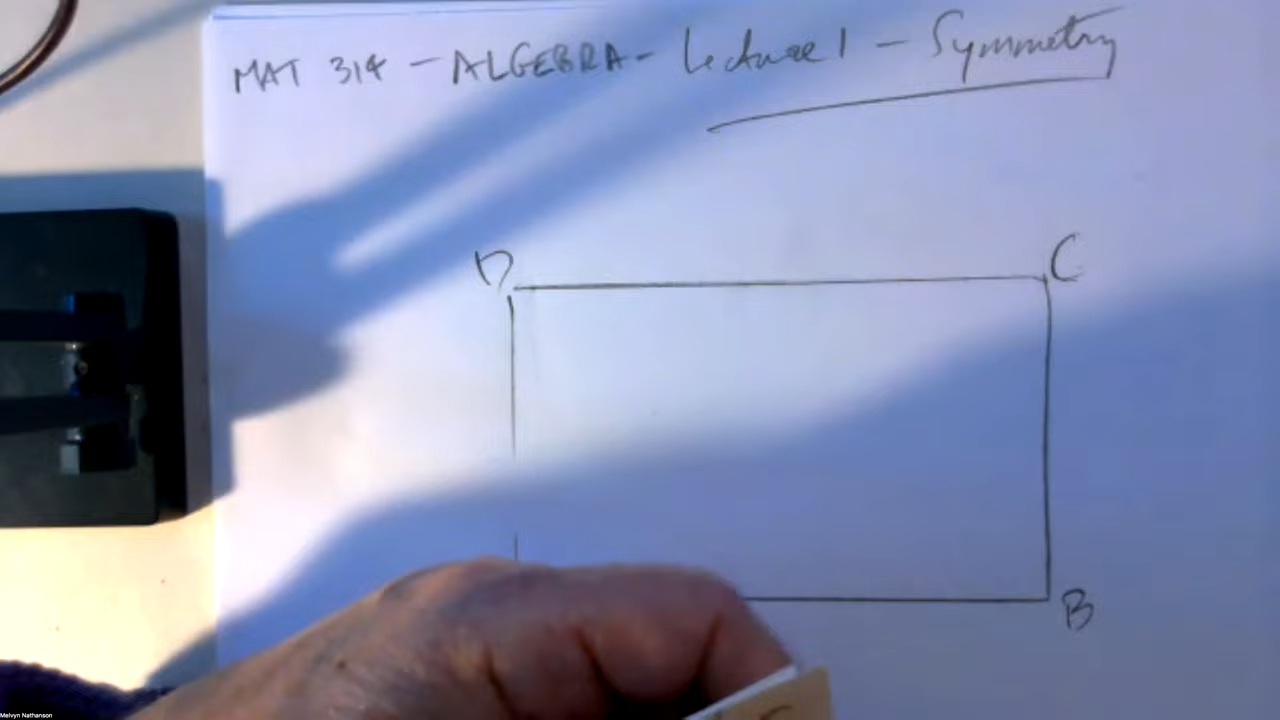 MAT 314 - ALGEBRA - Lecture 1 - Symmetry
D C
B
Melvyn Nathanson